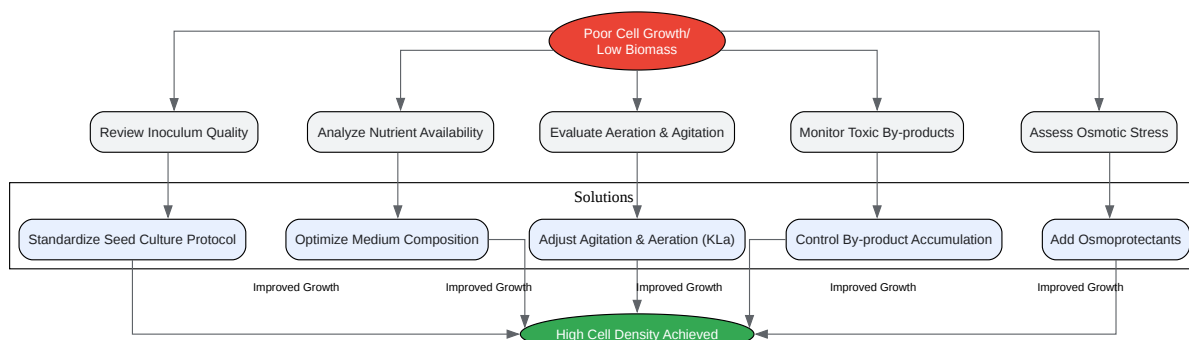 Poor Cell Growth/
Low Biomass
Review Inoculum Quality
Analyze Nutrient Availability
Evaluate Aeration & Agitation
Monitor Toxic By-products
Assess Osmotic Stress
Solutions
Standardize Seed Culture Protocol
Optimize Medium Composition
Adjust Agitation & Aeration (KLa)
Control By-product Accumulation
Add Osmoprotectants
Improved Growth
Improved Growth
Improved Growth
Improved Growth
Improved Growth
High Cell Density Achieved